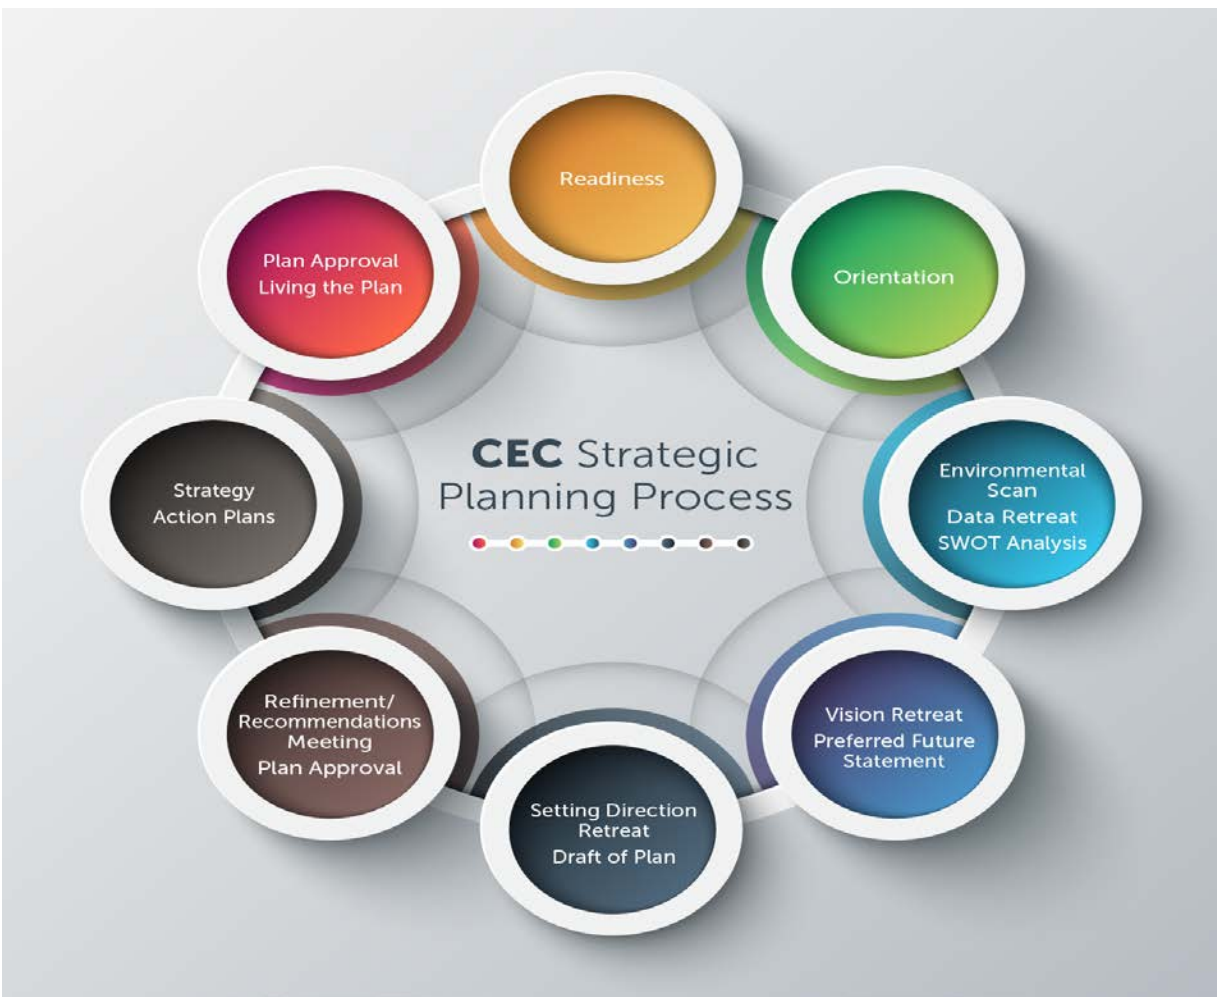 Readiness
Orientation
Environmental
Scan
Data Retreat
SWOT Analysis
Vision Retreat
Preferred Future
Statement
Setting Direction
Retreat
Draft of Plan
Refinement/
Recommendations
Meeting
Plan Approval
Strategy
Action Plans
Plan Approval
Living the Plan
CEC Strategic
Planning Process